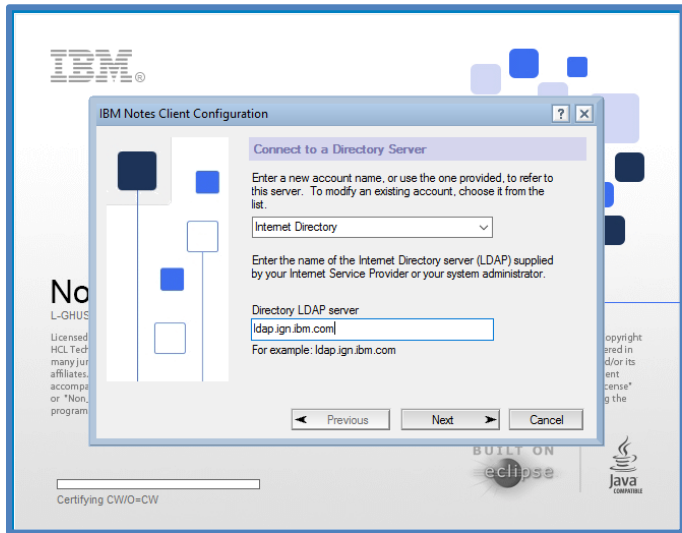 IBM®
IBM Notes Client Configuration
Connect to a Directory Server
Enter a new account name, or use the one provided, to refer to
this server. To modify an existing account, choose it from the
list.
Internet Directory
Enter the name of the Internet Directory server (LDAP) supplied
by your Internet Service Provider or your system administrator.
Directory LDAP server
ldap.ign.ibm.com
For example: ldap.ign.ibm.com
Previous
Next
Cancel
No
L-GHUS
Licensed
HCL Tech
many jur
affiliates.
accompa
or "Non_
program
opyright
ered in
d/or its
ent
cense"
g the
BUILT ON
eclipse
Java
COMPATIBLE
Certifying CW/O=CW